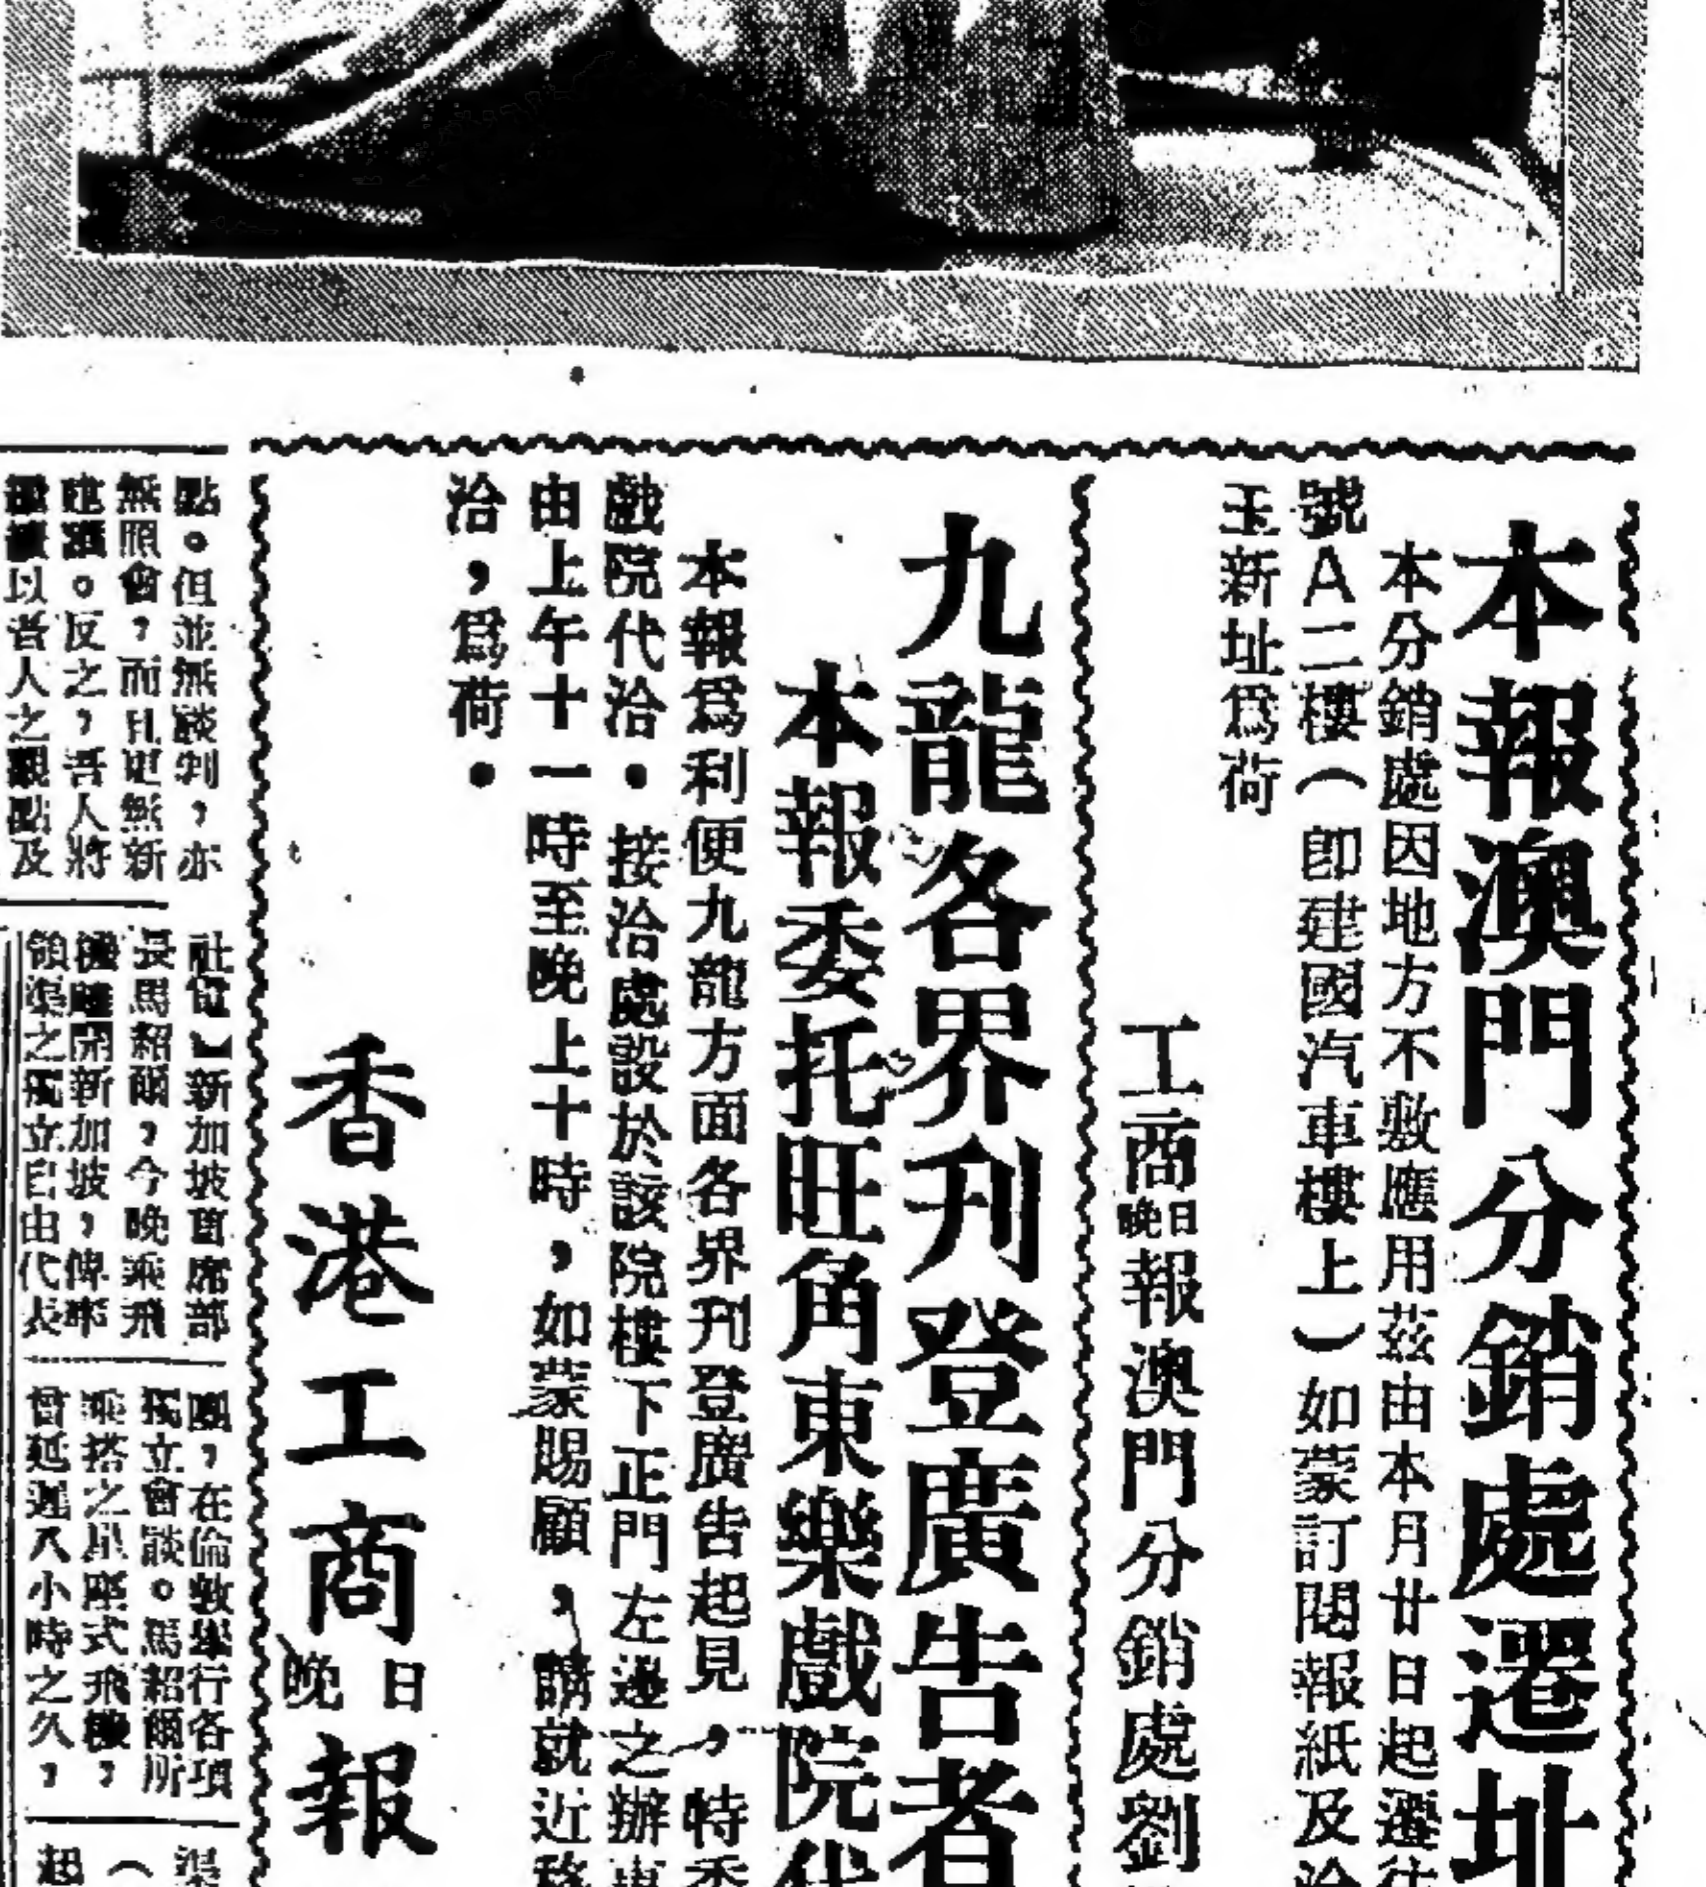 本報澳門分銷處遷址
本分銷處因地方不敷應用茲由本月廿日起遷往
號A二樓（卽建國汽車樓上）如蒙訂閱報紙及洽
玉新址爲荷
工商日晚報澳門分銷處劉
九龍各界刊登廣告者
本報委托旺角東樂戲院代
本報爲利便九龍方面各界刊登廣告起見，特委
戲院代洽。接洽處設於該院樓下正門左邊之辦事
由上午十一時至晚上十時，如蒙賜顧，請就近移
洽，爲荷。
香港工商日晚報
點。但並無談判，亦
無照會，而且更無新
建議。反之，吾人將
繼續以吾人之觀點及
社電】新加坡首席部
長馬紹爾，今晚乘飛
機離開新加坡，俾率
領渠之獨立自由代表
團，在倫敦舉行各項
獨立會談。馬紹爾所
乘搭之星座式飛機，
曾延遲八小時之久，